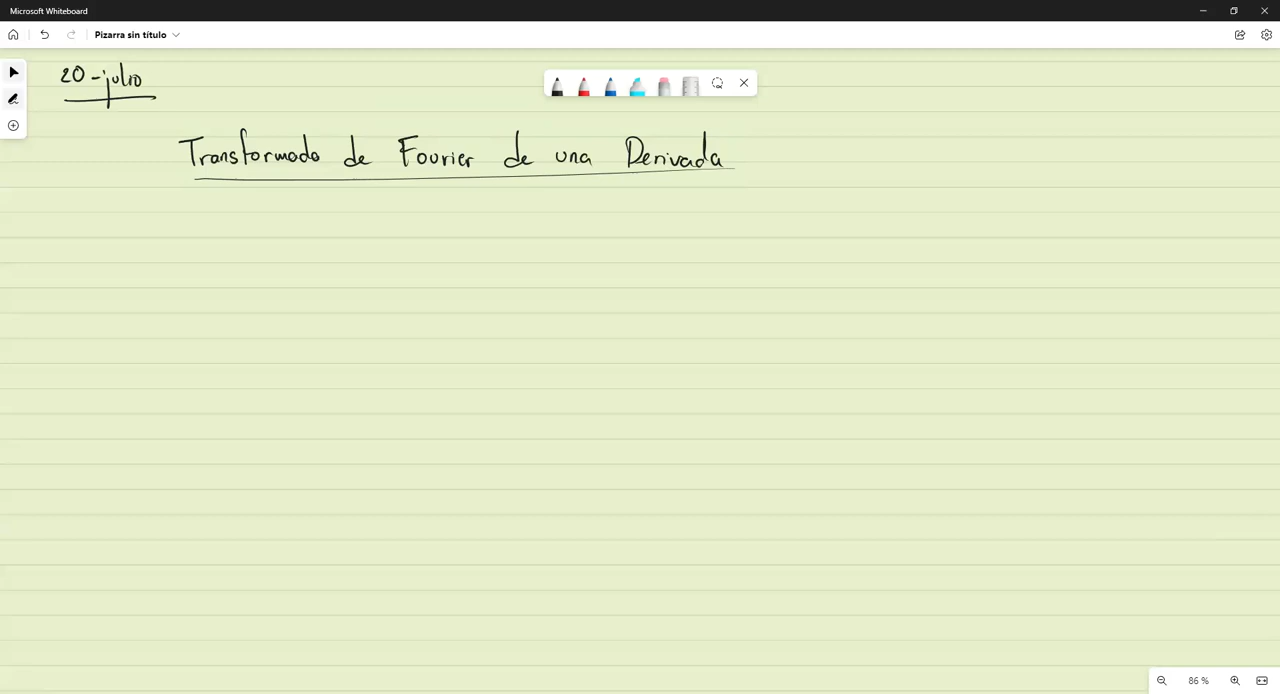 Microsoft Whiteboard
Pizarra sin título
20 - julio
Transformada de Fourier de una Derivada
86 %